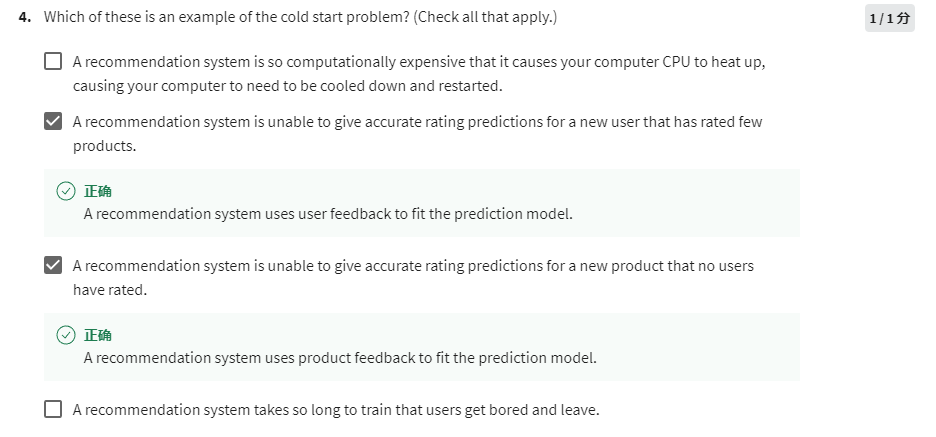 4. Which of these is an example of the cold start problem? (Check all that apply.)
1 / 1 分
A recommendation system is so computationally expensive that it causes your computer CPU to heat up,
causing your computer to need to be cooled down and restarted.
A recommendation system is unable to give accurate rating predictions for a new user that has rated few
products.
正确
A recommendation system uses user feedback to fit the prediction model.
A recommendation system is unable to give accurate rating predictions for a new product that no users
have rated.
正确
A recommendation system uses product feedback to fit the prediction model.
A recommendation system takes so long to train that users get bored and leave.